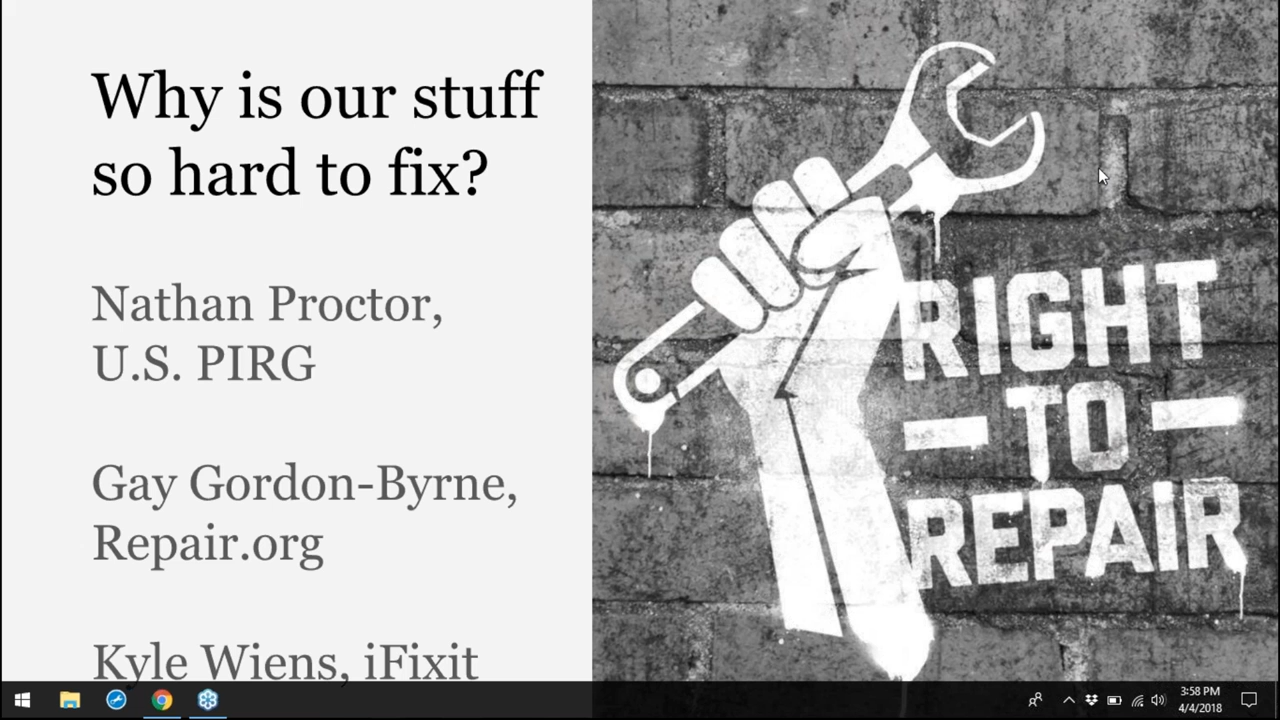 Why is our stuff
so hard to fix?
Nathan Proctor,
U.S. PIRG
Gay Gordon-Byrne,
Repair.org
Kyle Wiens, iFixit
RIGHT
TO
REPAIR
3:58 PM
4/4/2018